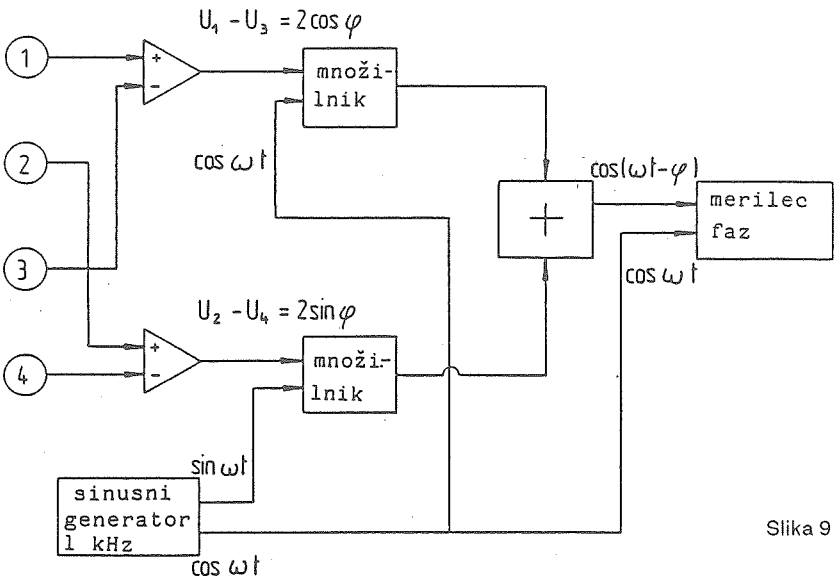 U₁ - U₃ = 2cos φ
1
+
-
množi-
lnik
cos ωt
2
cos(ωt-φ)
+
merilec
faz
cos ωt
3
U₂ - U₄ = 2sin φ
+
-
množi-
lnik
4
sin ωt
sinusni
generator
1 kHz
cos ωt
Slika 9